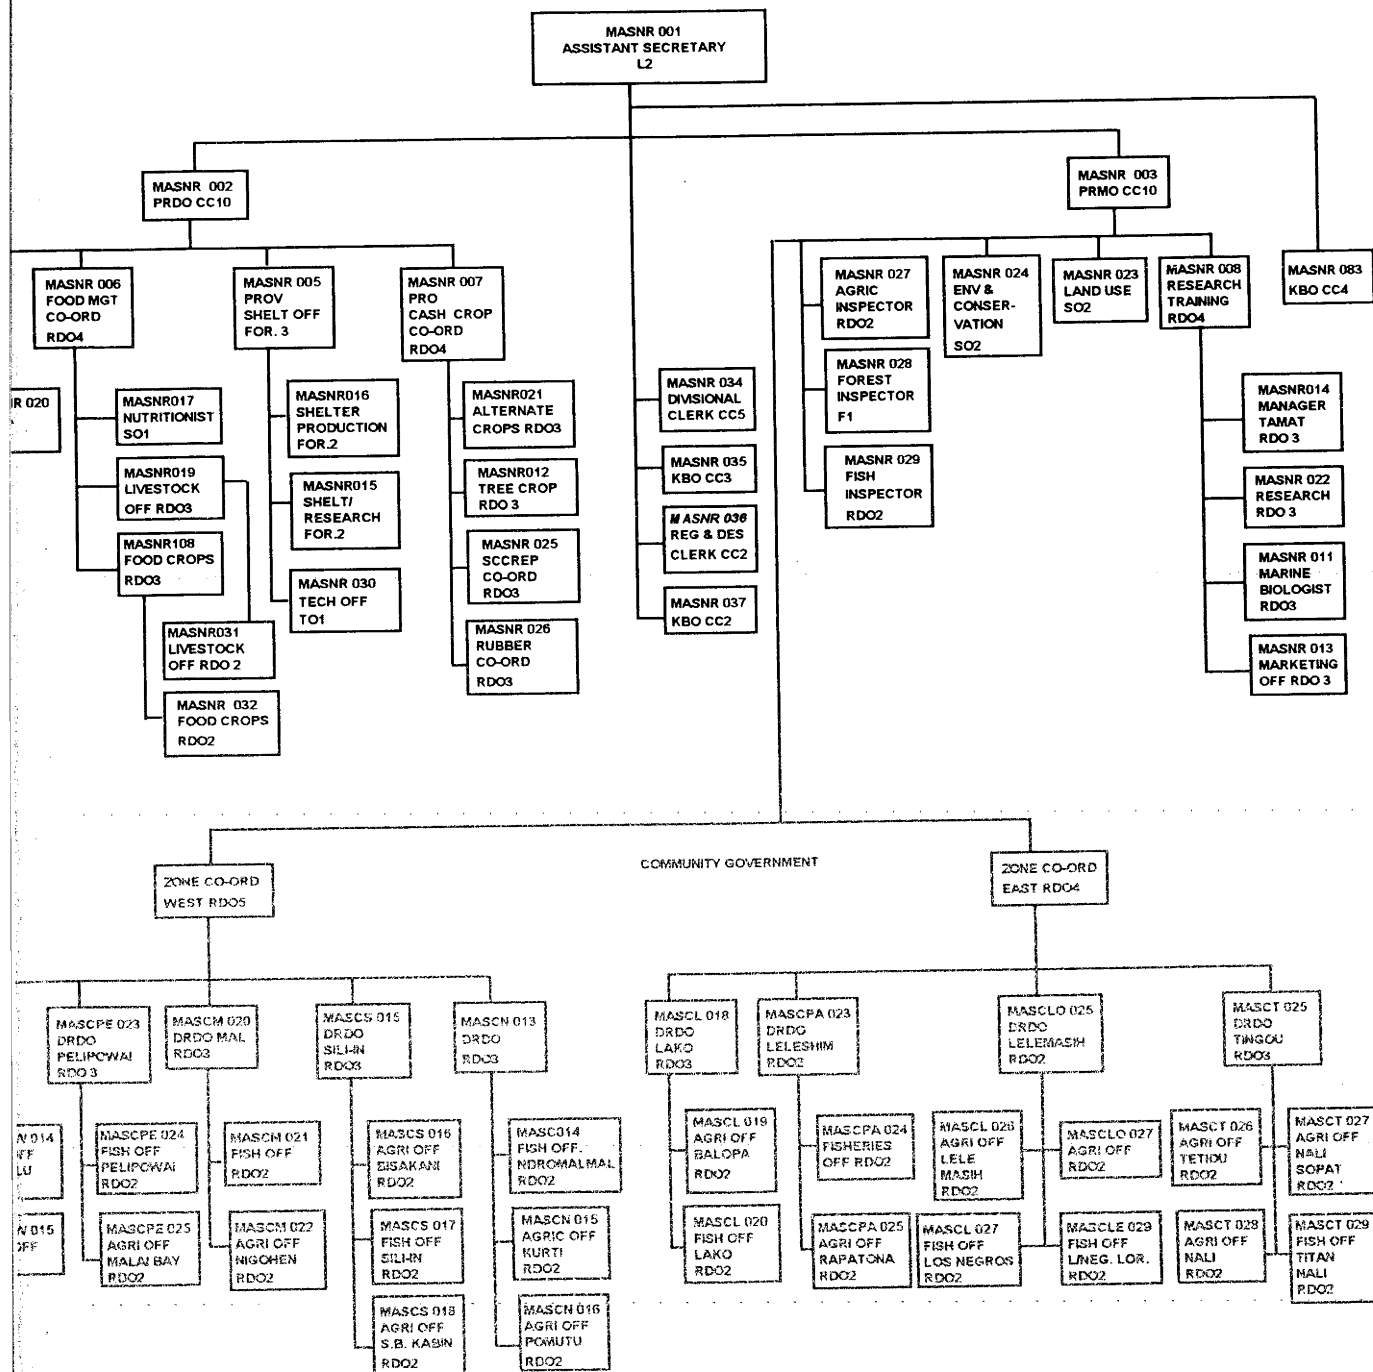 MASNR 001
ASSISTANT SECRETARY
L2
MASNR 002
PRDO CC10
MASNR 003
PRMO CC10
MASNR 006
FOOD MGT
CO-ORD
RDO4
MASNR 005
PROV
SHELT OFF
FOR. 3
MASNR 007
PRO
CASH CROP
CO-ORD
RDO4
MASNR 027
AGRIC
INSPECTOR
RDO2
MASNR 024
ENV &
CONSER-
VATION
SO2
MASNR 023
LAND USE
SO2
MASNR 008
RESEARCH
TRAINING
RDO4
MASNR 083
KBO CC4
020
MASNR017
NUTRITIONIST
SO1
MASNR019
LIVESTOCK
OFF RDO3
MASNR108
FOOD CROPS
RDO3
MASNR031
LIVESTOCK
OFF RDO 2
MASNR 032
FOOD CROPS
RDO2
MASNR016
SHELTER
PRODUCTION
FOR.2
MASNR015
SHELT/
RESEARCH
FOR.2
MASNR 030
TECH OFF
TO1
MASNR021
ALTERNATE
CROPS RDO3
MASNR012
TREE CROP
RDO 3
MASNR 025
SCCREP
CO-ORD
RDO3
MASNR 026
RUBBER
CO-ORD
RDO3
MASNR 034
DIVISIONAL
CLERK CC5
MASNR 035
KBO CC3
MASNR 036
REG & DES
CLERK CC2
MASNR 037
KBO CC2
MASNR 028
FOREST
INSPECTOR
F1
MASNR 029
FISH
INSPECTOR
RDO2
MASNR014
MANAGER
TAMAT
RDO 3
MASNR 022
RESEARCH
RDO 3
MASNR 011
MARINE
BIOLOGIST
RDO3
MASNR 013
MARKETING
OFF RDO 3
COMMUNITY GOVERNMENT
ZONE CO-ORD
WEST RDO5
ZONE CO-ORD
EAST RDO4
MASCPE 023
DRDO
PELIPOWAI
RDO 3
MASCM 020
DRDO MAL
RDO3
MASCS 015
DRDO
SILI-IN
RDO3
MASCN 013
DRDO
RDO3
MASCL 018
DRDO
LAKO
RDO3
MASCPA 023
DRDO
LELESHIM
RDO2
MASCLO 025
DRDO
LELEMASIH
RDO2
MASCT 025
DRDO
TINGOU
RDO3
014
LU
015
MASCPE 024
FISH OFF
PELIPOWAI
RDO2
MASCPE 025
AGRI OFF
MALAI BAY
RDO2
MASCM 021
FISH OFF
RDO2
MASCM 022
AGRI OFF
NIGOHEN
RDO2
MASCS 016
AGRI OFF
BISAKANI
RDO2
MASCS 017
FISH OFF
SILI-IN
RDO2
MASCS 018
AGRI OFF
S.B. KABIN
RDO2
MASC014
FISH OFF.
NDROMALMAL
RDO2
MASCN 015
AGRIC OFF
KURTI
RDO2
MASCN 016
AGRI OFF
POMUTU
RDO2
MASCL 019
AGRI OFF
BALOPA
RDO2
MASCL 020
FISH OFF
LAKO
RDO2
MASCPA 024
FISHERIES
OFF RDO2
MASCPA 025
AGRI OFF
RAPATONA
RDO2
MASCL 026
AGRI OFF
LELE
MASIH
RDO2
MASCL 027
FISH OFF
LOS NEGROS
RDO2
MASCLO 027
AGRI OFF
RDO2
MASCLE 029
FISH OFF
L/NEG. LOR.
RDO2
MASCT 026
AGRI OFF
TETIDU
RDO2
MASCT 028
AGRI OFF
NALI
RDO2
MASCT 027
AGRI OFF
NALI
SOPAT
RDO2
MASCT 029
FISH OFF
TITAN
NALI
RDO2